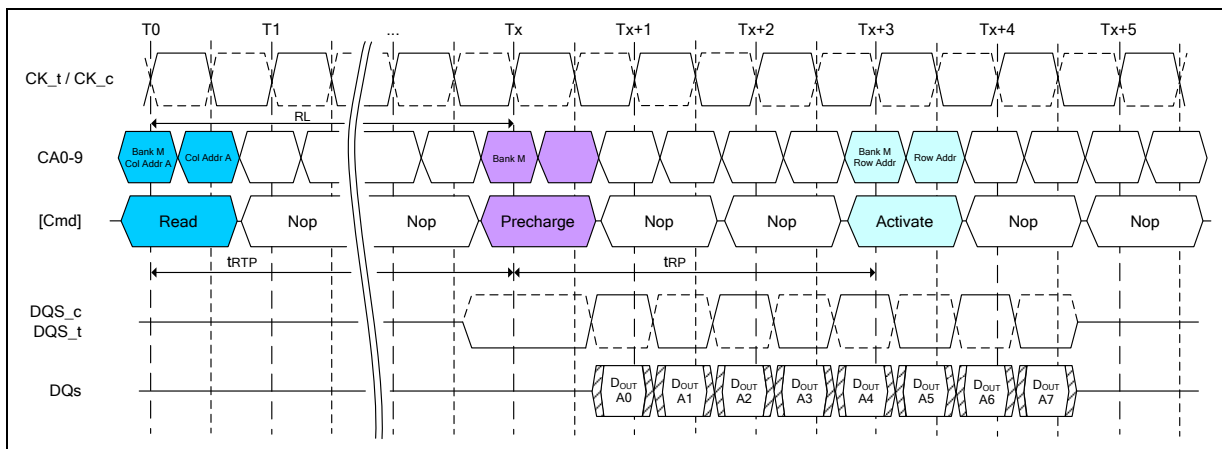 T0 T1 ... Tx Tx+1 Tx+2 Tx+3 Tx+4 Tx+5
CK_t / CK_c
RL
CA0-9
Bank M
Col Addr A
Col Addr A
Bank M
Bank M
Row Addr
Row Addr
[Cmd] Read Nop Nop Precharge Nop Nop Activate Nop Nop
tRTP tRP
DQS_c
DQS_t
DQs
DOUT A0
DOUT A1
DOUT A2
DOUT A3
DOUT A4
DOUT A5
DOUT A6
DOUT A7